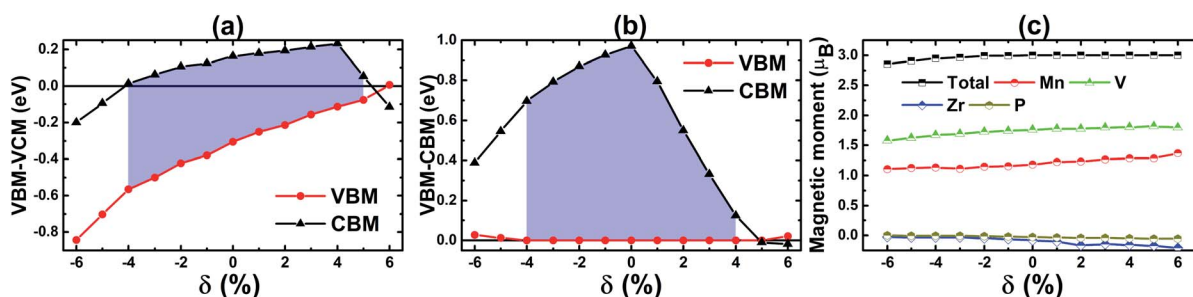 (a)
VBM-VCM (eV)
0.2
0.0
-0.2
-0.4
-0.6
-0.8
VBM
CBM
-6 -4 -2 0 2 4 6
δ (%)
(b)
VBM-CBM (eV)
1.0
0.8
0.6
0.4
0.2
0.0
VBM
CBM
-6 -4 -2 0 2 4 6
δ (%)
(c)
Magnetic moment (μB)
3.0
2.5
2.0
1.5
1.0
0.5
0.0
Total Mn V
Zr P
-6 -4 -2 0 2 4 6
δ (%)